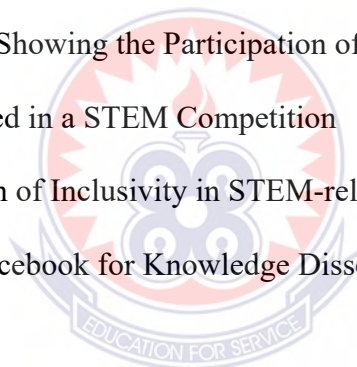 Showing the Participation of
ed in a STEM Competition
n of Inclusivity in STEM-rel
cebook for Knowledge Disse
EDUCATION FOR SERVICE